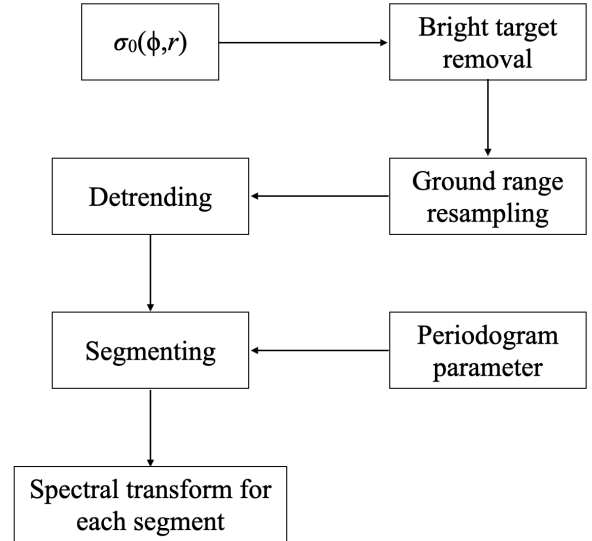 σ₀(ϕ,r)
Bright target
removal
Detrending
Ground range
resampling
Segmenting
Periodogram
parameter
Spectral transform for
each segment